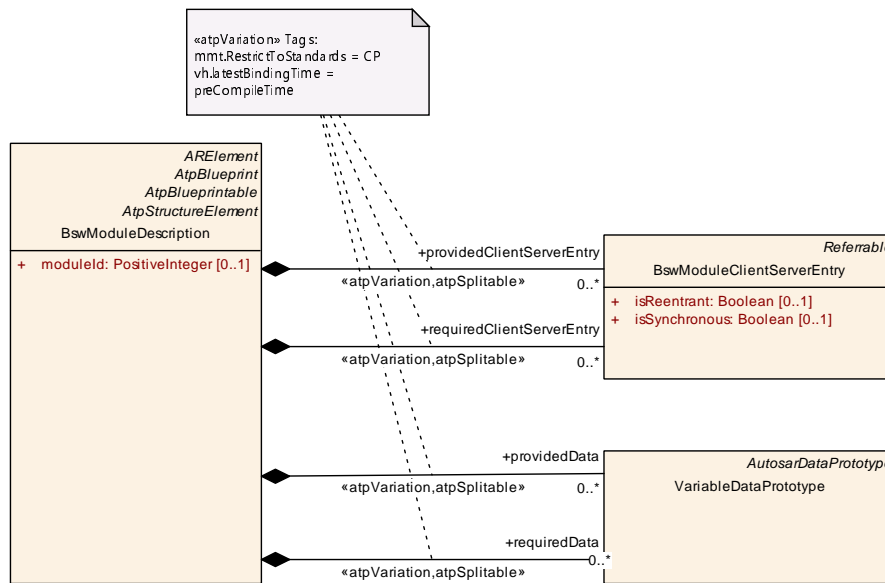 «atpVariation» Tags:
mmt.RestrictToStandards = CP
vh.latestBindingTime =
preCompileTime
ARElement
AtpBlueprint
AtpBlueprintable
AtpStructureElement
BswModuleDescription
+ moduleId: PositiveInteger [0..1]
+providedClientServerEntry
«atpVariation,atpSplitable»
0..*
Referrable
BswModuleClientServerEntry
+ isReentrant: Boolean [0..1]
+ isSynchronous: Boolean [0..1]
+requiredClientServerEntry
«atpVariation,atpSplitable»
0..*
+providedData
«atpVariation,atpSplitable»
0..*
AutosarDataPrototype
VariableDataPrototype
+requiredData
0..*
«atpVariation,atpSplitable»